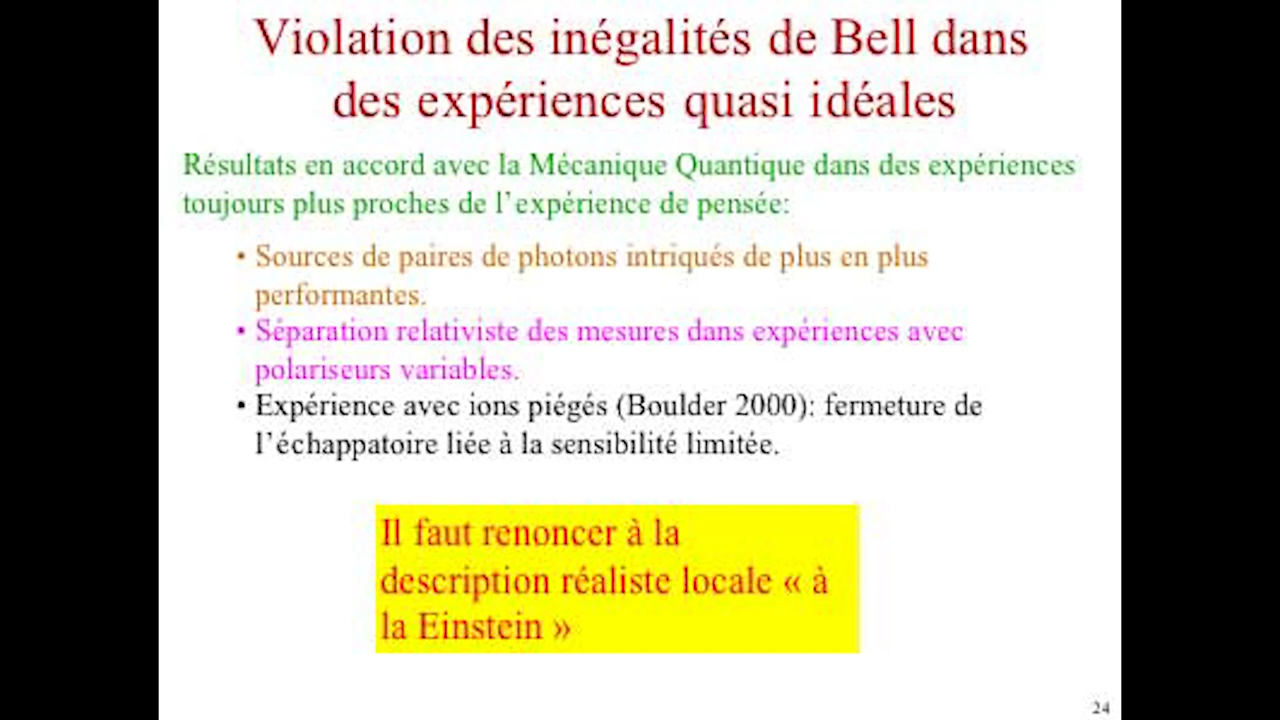 Violation des inégalités de Bell dans
des expériences quasi idéales
Résultats en accord avec la Mécanique Quantique dans des expériences
toujours plus proches de l'expérience de pensée:
• Sources de paires de photons intriqués de plus en plus
performantes.
• Séparation relativiste des mesures dans expériences avec
polariseurs variables.
• Expérience avec ions piégés (Boulder 2000): fermeture de
l'échappatoire liée à la sensibilité limitée.
Il faut renoncer à la
description réaliste locale « à
la Einstein »
24